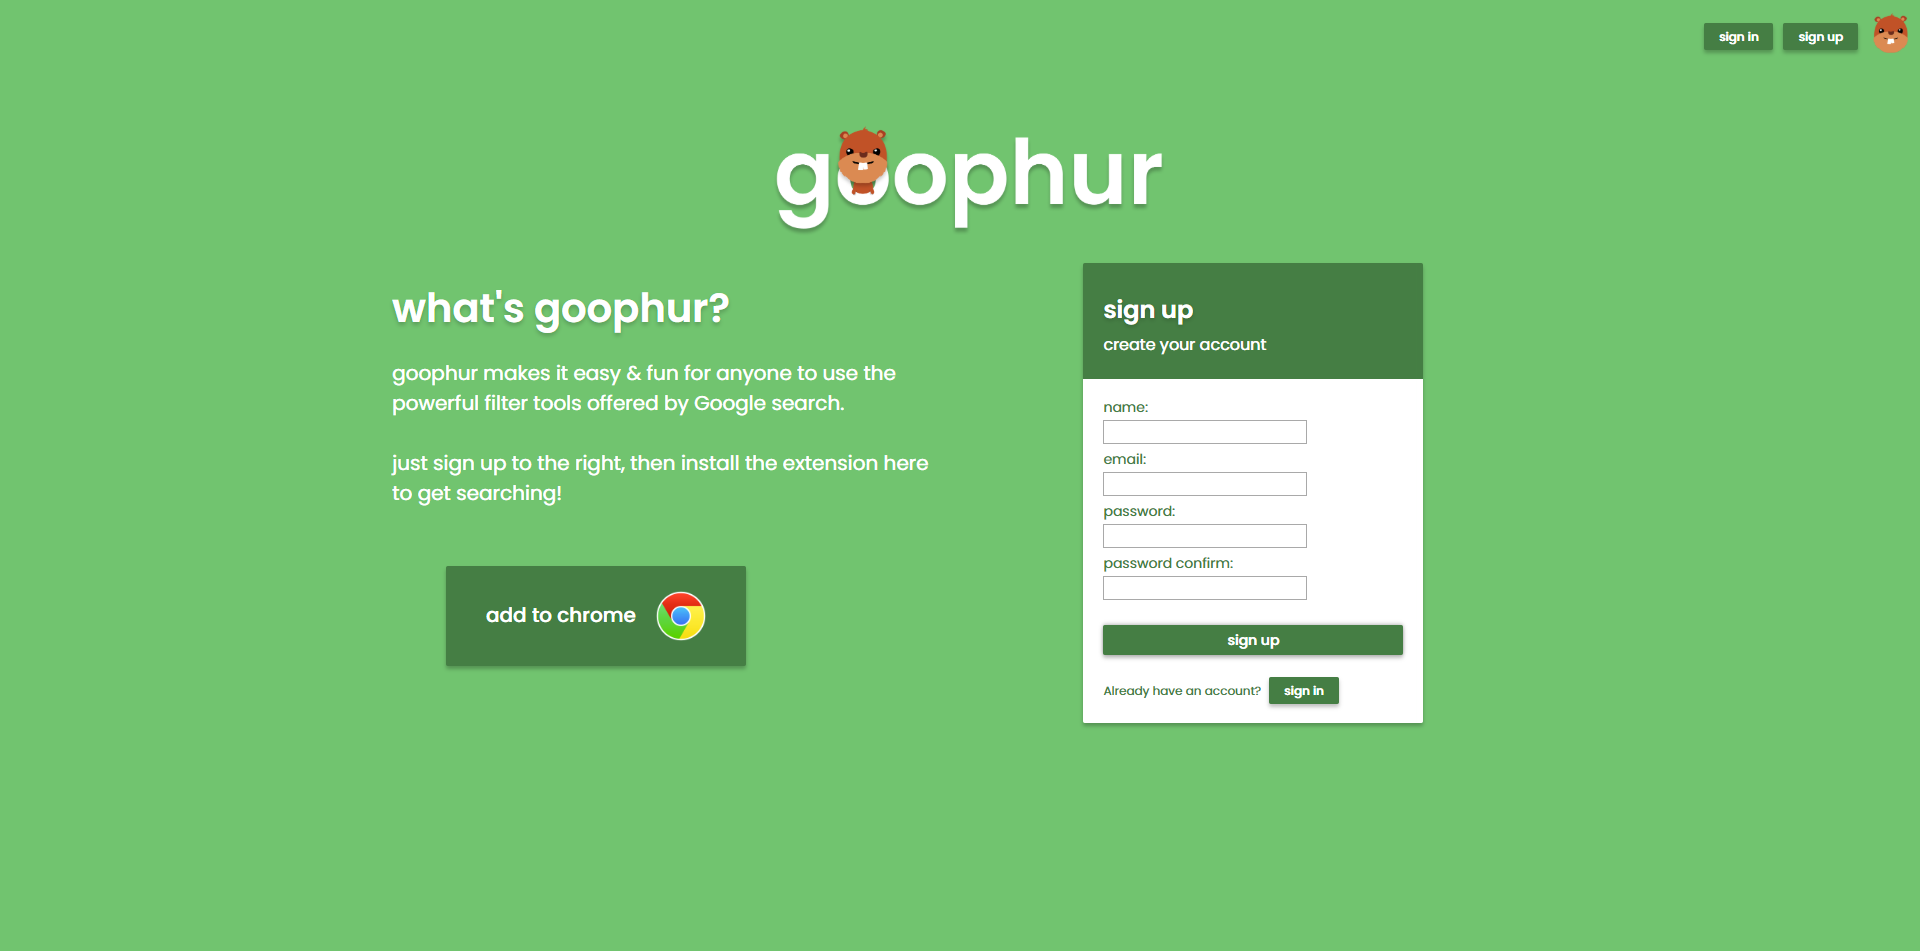 sign in
sign up
goophur
what's goophur?
goophur makes it easy & fun for anyone to use the
powerful filter tools offered by Google search.
just sign up to the right, then install the extension here
to get searching!
add to chrome
sign up
create your account
name:
email:
password:
password confirm:
sign up
Already have an account?
sign in